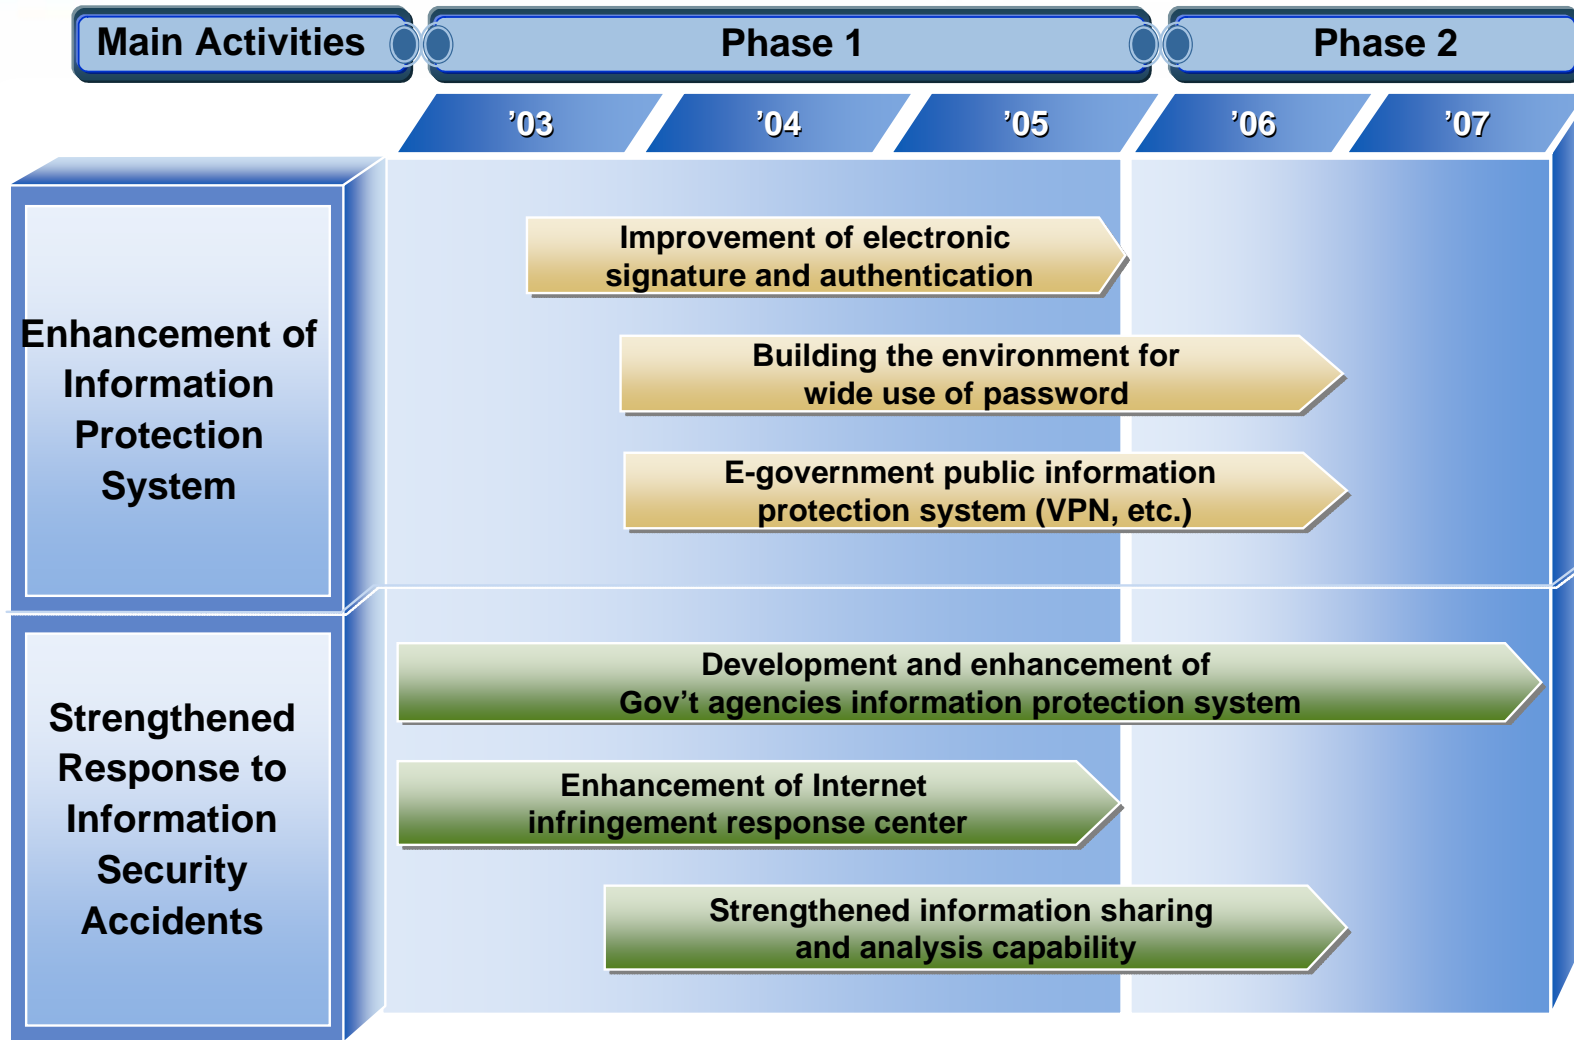 Main Activities
Phase 1
Phase 2
’03
’04
’05
’06
’07
Enhancement of
Information
Protection
System
Improvement of electronic
signature and authentication
Building the environment for
wide use of password
E-government public information
protection system (VPN, etc.)
Strengthened
Response to
Information
Security
Accidents
Development and enhancement of
Gov’t agencies information protection system
Enhancement of Internet
infringement response center
Strengthened information sharing
and analysis capability